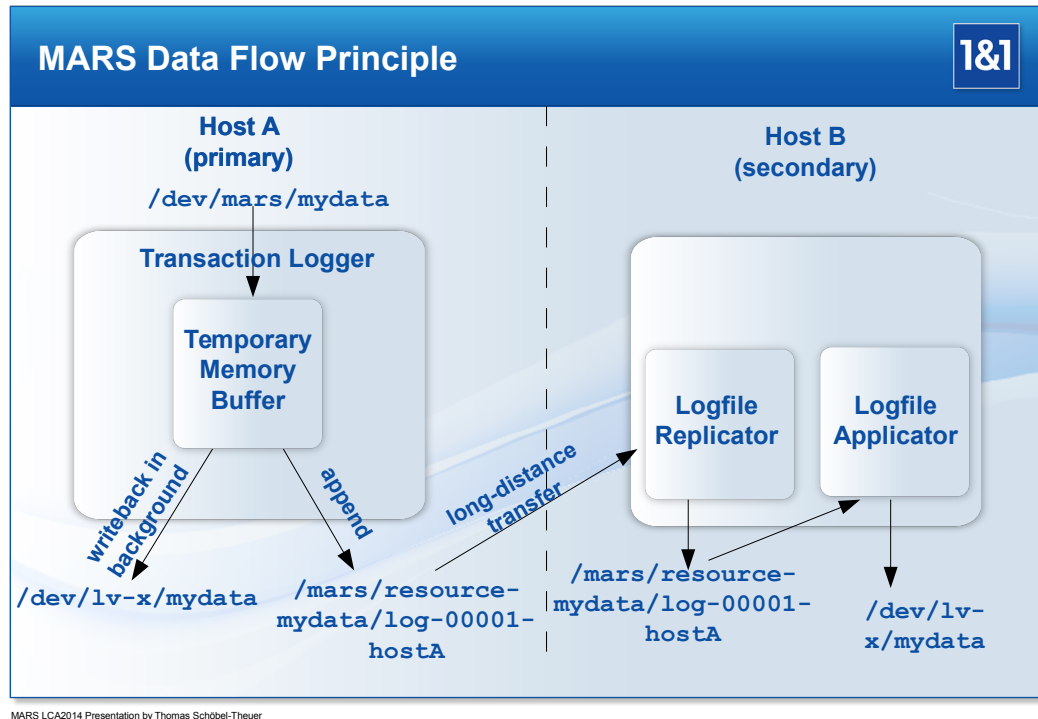 MARS Data Flow Principle
1&1
Host A
(primary)
/dev/mars/mydata
Transaction Logger
Temporary
Memory
Buffer
writeback in
background
append
/dev/lv-x/mydata
/mars/resource-
mydata/log-00001-
hostA
long-distance
transfer
Host B
(secondary)
Logfile
Replicator
Logfile
Applicator
/mars/resource-
mydata/log-00001-
hostA
/dev/lv-
x/mydata
MARS LCA2014 Presentation by Thomas Schöbel-Theuer